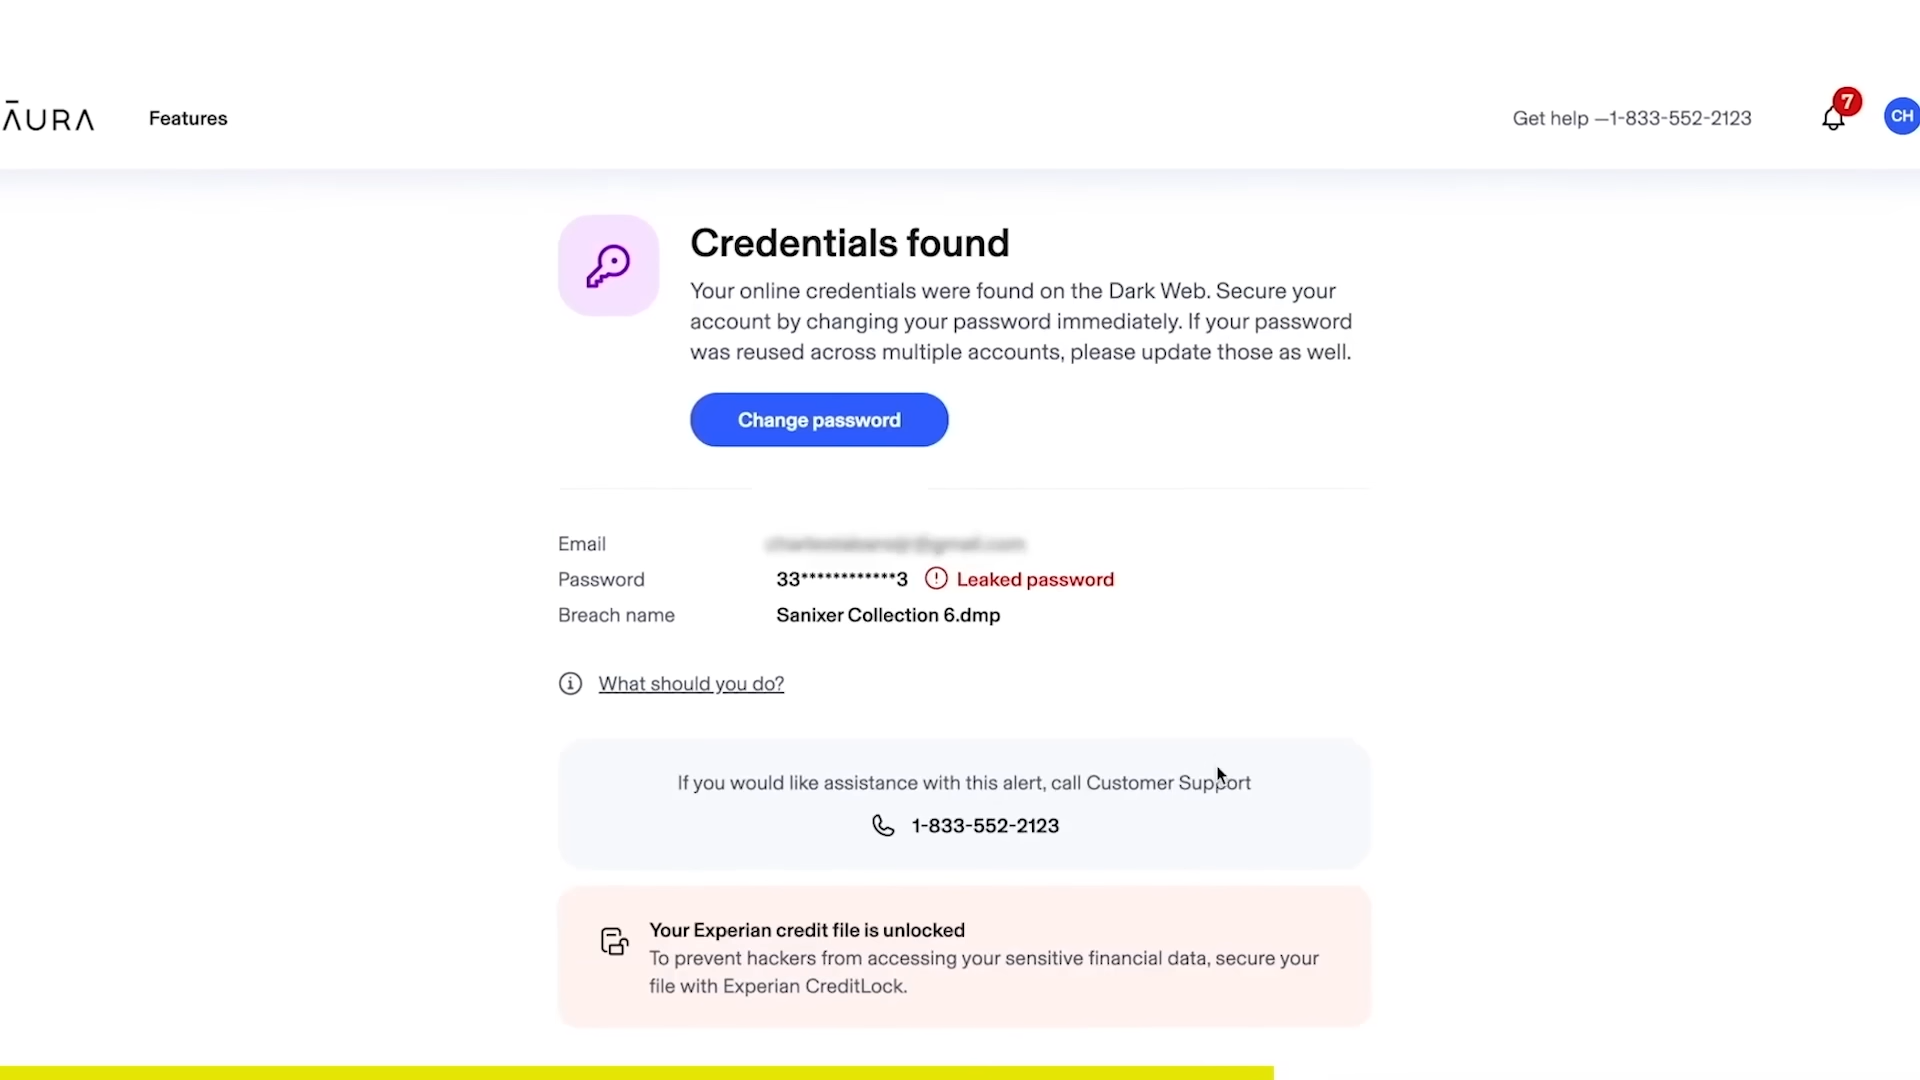 ĀURA
Features
Get help —1-833-552-2123
7
CH
Credentials found
Your online credentials were found on the Dark Web. Secure your
account by changing your password immediately. If your password
was reused across multiple accounts, please update those as well.
Change password
Email
Password 33************3 Leaked password
Breach name Sanixer Collection 6.dmp
What should you do?
If you would like assistance with this alert, call Customer Support
1-833-552-2123
Your Experian credit file is unlocked
To prevent hackers from accessing your sensitive financial data, secure your
file with Experian CreditLock.